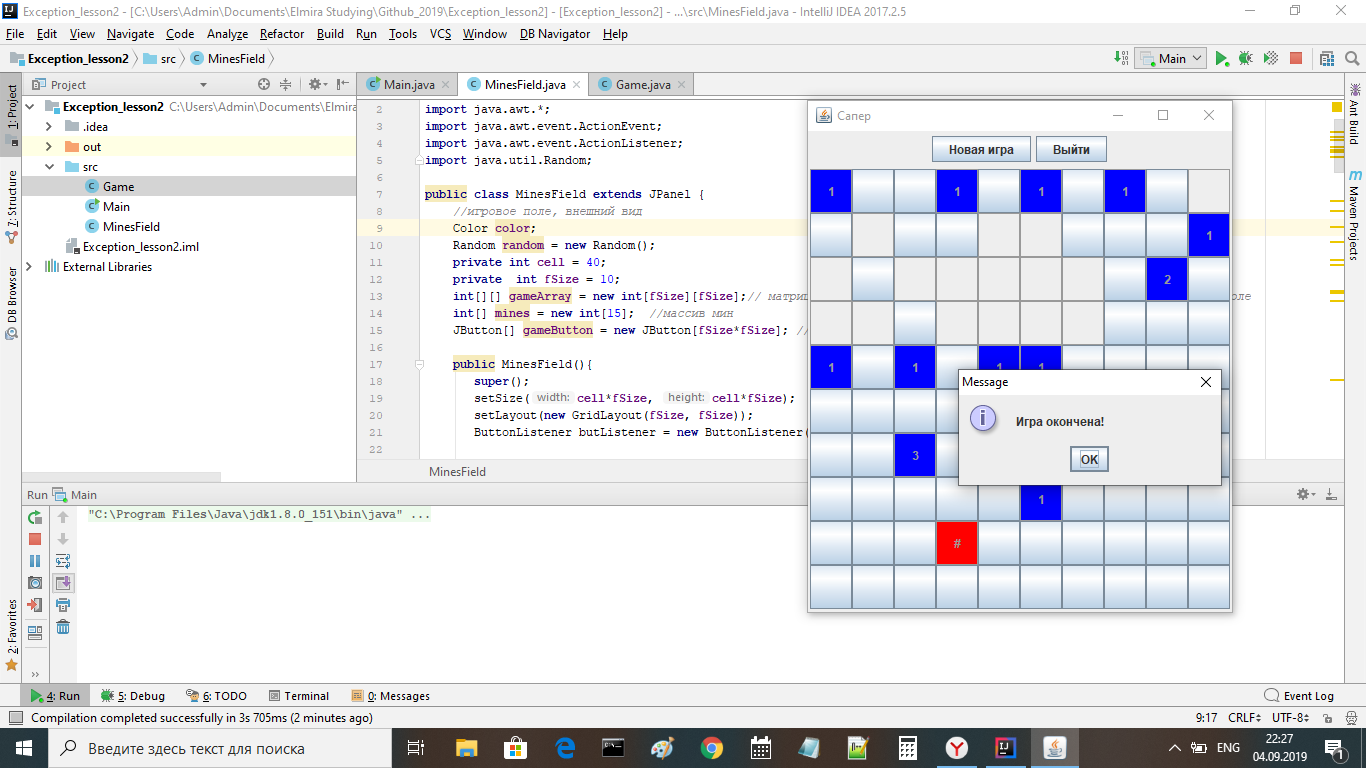 Exception_lesson2 - [C:\Users\Admin\Documents\Elmira Studying\Github_2019\Exception_lesson2] - [Exception_lesson2] - ...\src\MinesField.java - IntelliJ IDEA 2017.2.5
File Edit View Navigate Code Analyze Refactor Build Run Tools VCS Window DB Navigator Help
Exception_lesson2 src MinesField
Main
Project
Main.java MinesField.java Game.java
Exception_lesson2 C:\Users\Admin\Documents\Elmira
.idea
out
src
Game
Main
MinesField
Exception_lesson2.iml
External Libraries
1: Project
7: Structure
DB Browser
2: Favorites
2 import java.awt.*;
3 import java.awt.event.ActionEvent;
4 import java.awt.event.ActionListener;
5 import java.util.Random;
6
7 public class MinesField extends JPanel {
8 //игровое поле, внешний вид
9 Color color;
10 Random random = new Random();
11 private int cell = 40;
12 private  int fSize = 10;
13 int[][] gameArray = new int[fSize][fSize];// матри
оле
14 int[] mines = new int[15];  //массив мин
15 JButton[] gameButton = new JButton[fSize*fSize]; //
16
17 public MinesField(){
18 super();
19 setSize( width: cell*fSize, height: cell*fSize);
20 setLayout(new GridLayout(fSize, fSize));
21 ButtonListener butListener = new ButtonListener(
22
MinesField
Сапер
Новая игра Выйти
1 1 1 1
1
2
1 1 1 1
3
1
#
Message
Игра окончена!
OK
Ant Build
m Maven Projects
Run Main
"C:\Program Files\Java\jdk1.8.0_151\bin\java" ...
4: Run 5: Debug 6: TODO Terminal 0: Messages Event Log
Compilation completed successfully in 3s 705ms (2 minutes ago) 9:17 CRLF UTF-8
Введите здесь текст для поиска
ENG
22:27
04.09.2019
1